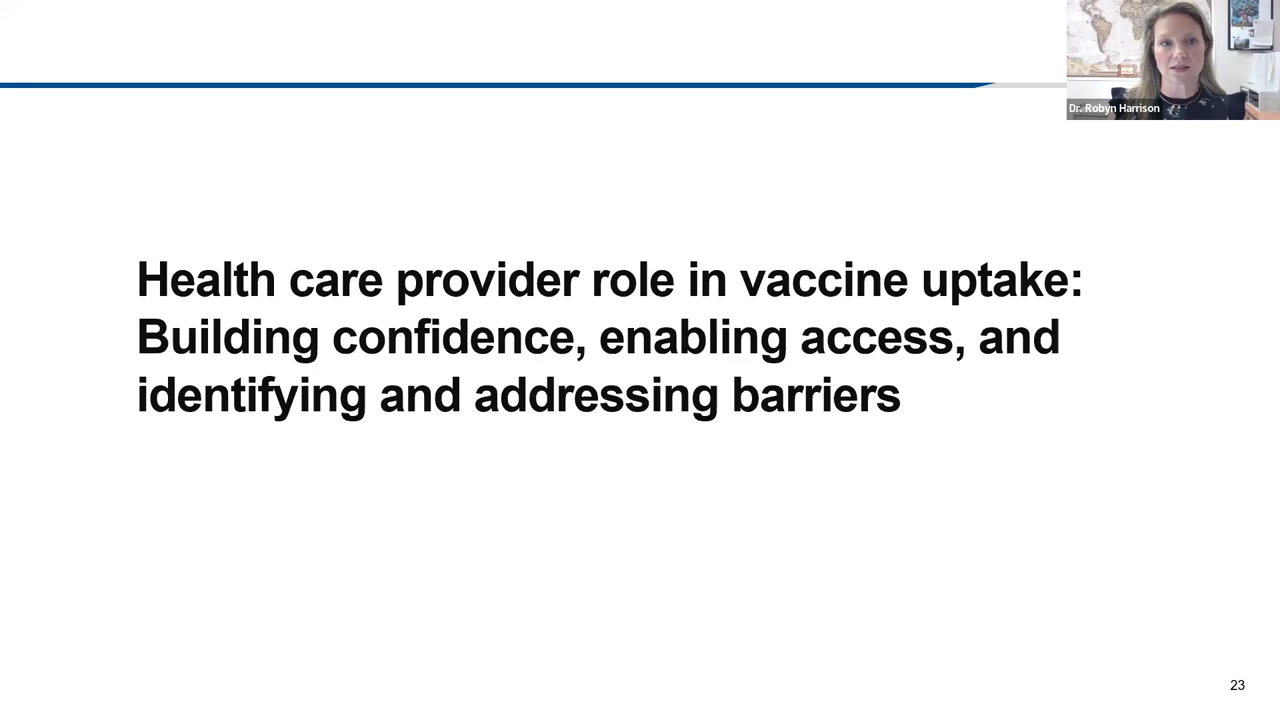 Dr. Robyn Harrison
Health care provider role in vaccine uptake:
Building confidence, enabling access, and
identifying and addressing barriers
23